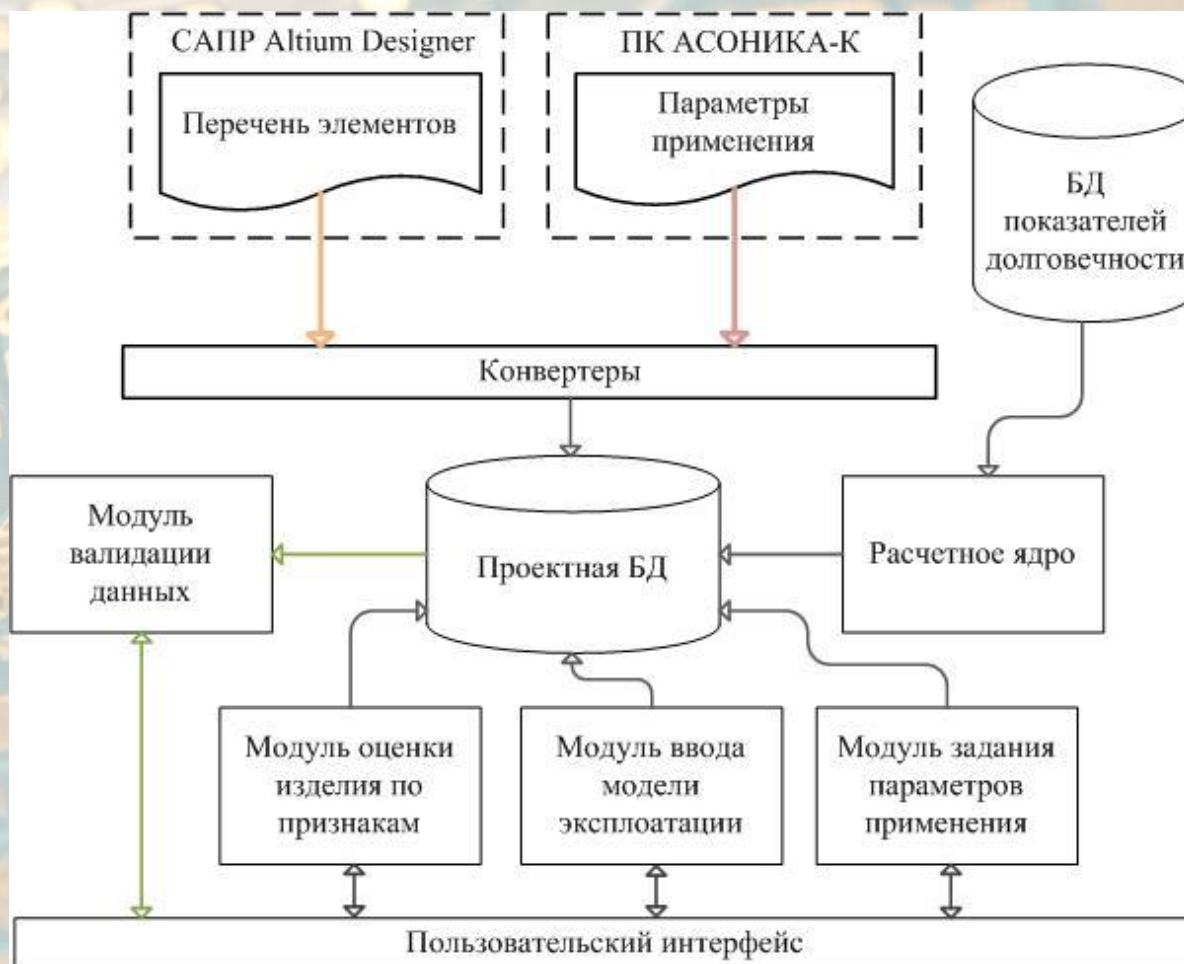 САПР Altium Designer
Перечень элементов
ПК АСОНИКА-К
Параметры
применения
БД
показателей
долговечности
Конвертеры
Модуль
валидации
данных
Проектная БД
Расчетное ядро
Модуль оценки
изделия по
признакам
Модуль ввода
модели
эксплоатации
Модуль задания
параметров
применения
Пользовательский интерфейс